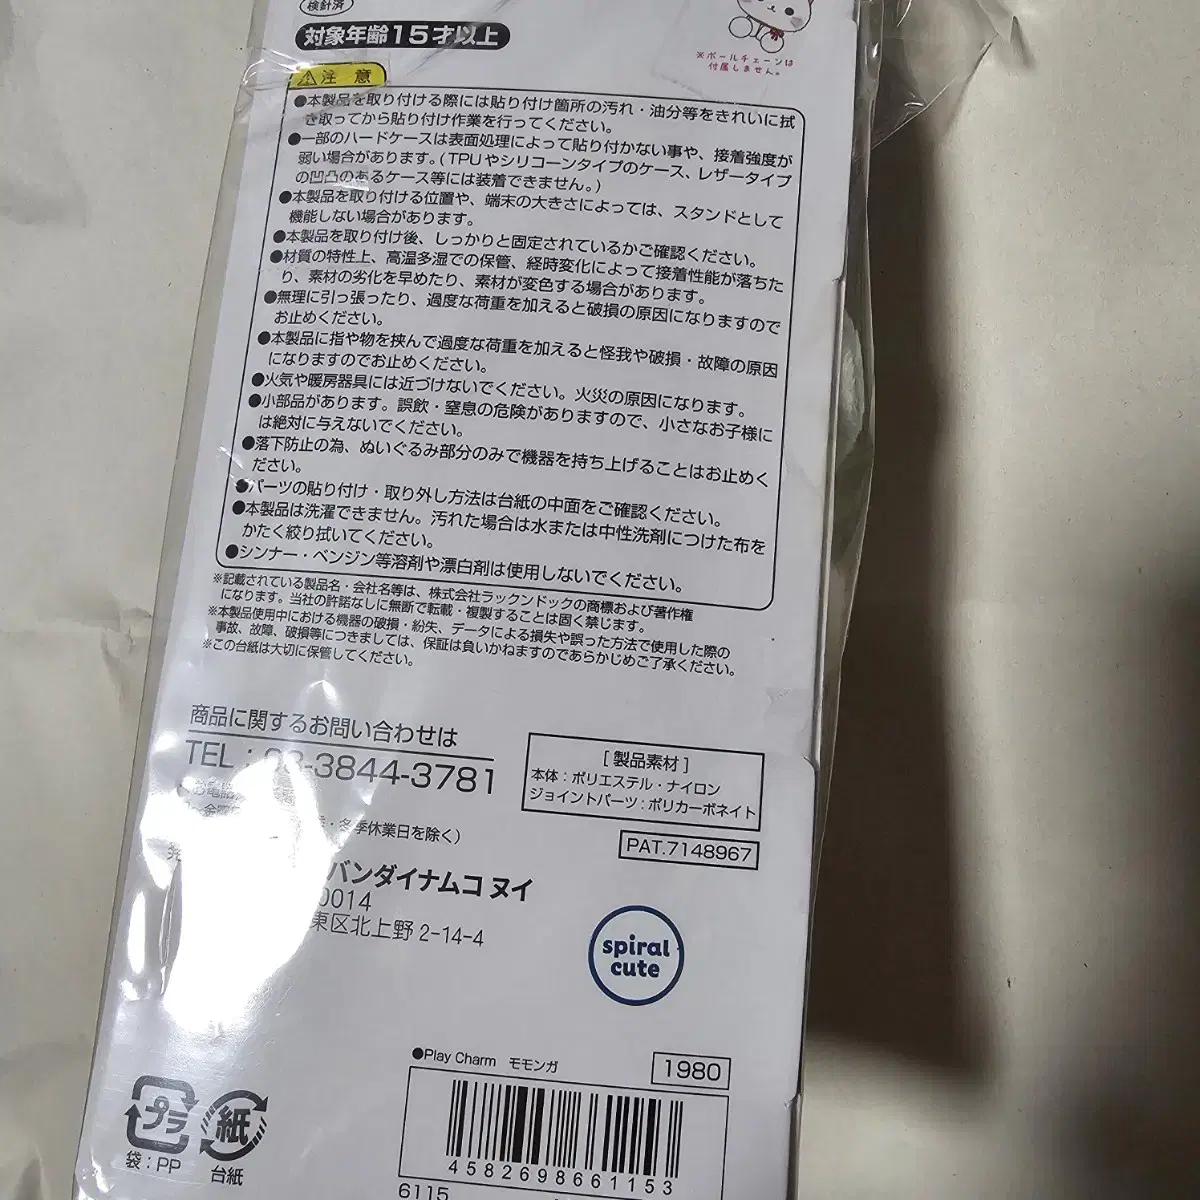 検針済
対象年齢15才以上
※ボールチェーンは
付属しません。
注 意
●本製品を取り付ける際には貼り付け箇所の汚れ・油分等をきれいに拭
き取ってから貼り付け作業を行ってください。
●一部のハードケースは表面処理によって貼り付かない事や、接着強度が
弱い場合があります。(TPUやシリコーンタイプのケース、レザータイプ
の凹凸のあるケース等には装着できません。)
●本製品を取り付ける位置や、端末の大きさによっては、スタンドとして
機能しない場合があります。
●本製品を取り付け後、しっかりと固定されているかご確認ください。
●材質の特性上、高温多湿での保管、経時変化によって接着性能が落ちた
り、素材の劣化を早めたり、素材が変色する場合があります。
●無理に引っ張ったり、過度な荷重を加えると破損の原因になりますので
お止めください。
●本製品に指や物を挟んで過度な荷重を加えると怪我や破損・故障の原因
になりますのでお止めください。
●火気や暖房器具には近づけないでください。火災の原因になります。
●小部品があります。誤飲・窒息の危険がありますので、小さなお子様に
は絶対に与えないでください。
●落下防止の為、ぬいぐるみ部分のみで機器を持ち上げることはお止めく
ださい。
●パーツの貼り付け・取り外し方法は台紙の中面をご確認ください。
●本製品は洗濯できません。汚れた場合は水または中性洗剤につけた布を
かたく絞り拭いてください。
●シンナー・ベンジン等溶剤や漂白剤は使用しないでください。
※記載されている製品名・会社名等は、株式会社ラックンドックの商標および著作権
になります。当社の許諾なしに無断で転載・複製することは固く禁じます。
※本製品使用中における機器の破損・紛失、データによる損失や誤った方法で使用した際の
事故、故障、破損等につきましては、保証は負いかねますのであらかじめご了承ください。
※この台紙は大切に保管してください。
商品に関するお問い合わせは
TEL：03-3844-3781
・冬季休業日を除く)
バンダイナムコ ヌイ
0014
東区北上野 2-14-4
[ 製品素材 ]
本体：ポリエステル・ナイロン
ジョイントパーツ：ポリカーボネイト
PAT.7148967
spiral
cute
●Play Charm モモンガ
1980
4582698661153
6115
プラ
袋：PP
紙
台紙